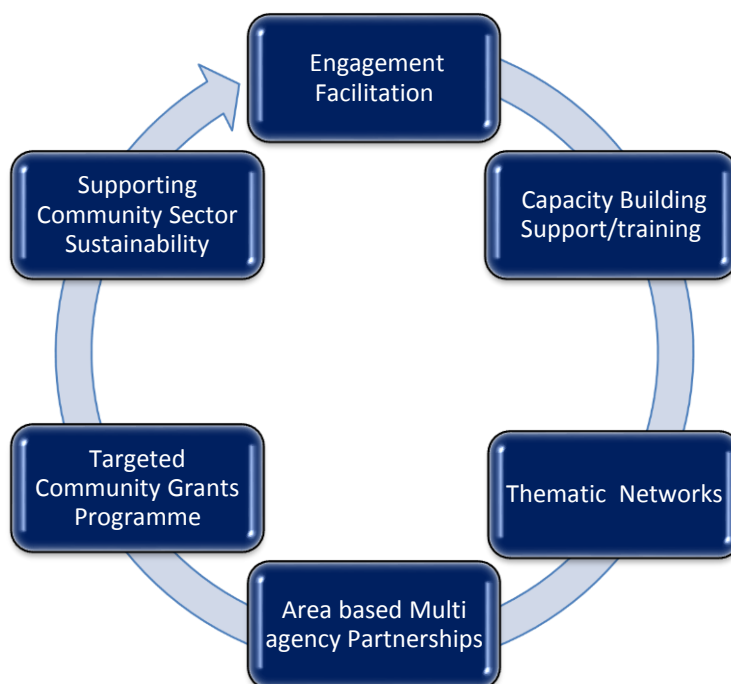 Engagement
Facilitation
Capacity Building
Support/training
Thematic Networks
Area based Multi
agency Partnerships
Targeted
Community Grants
Programme
Supporting
Community Sector
Sustainability